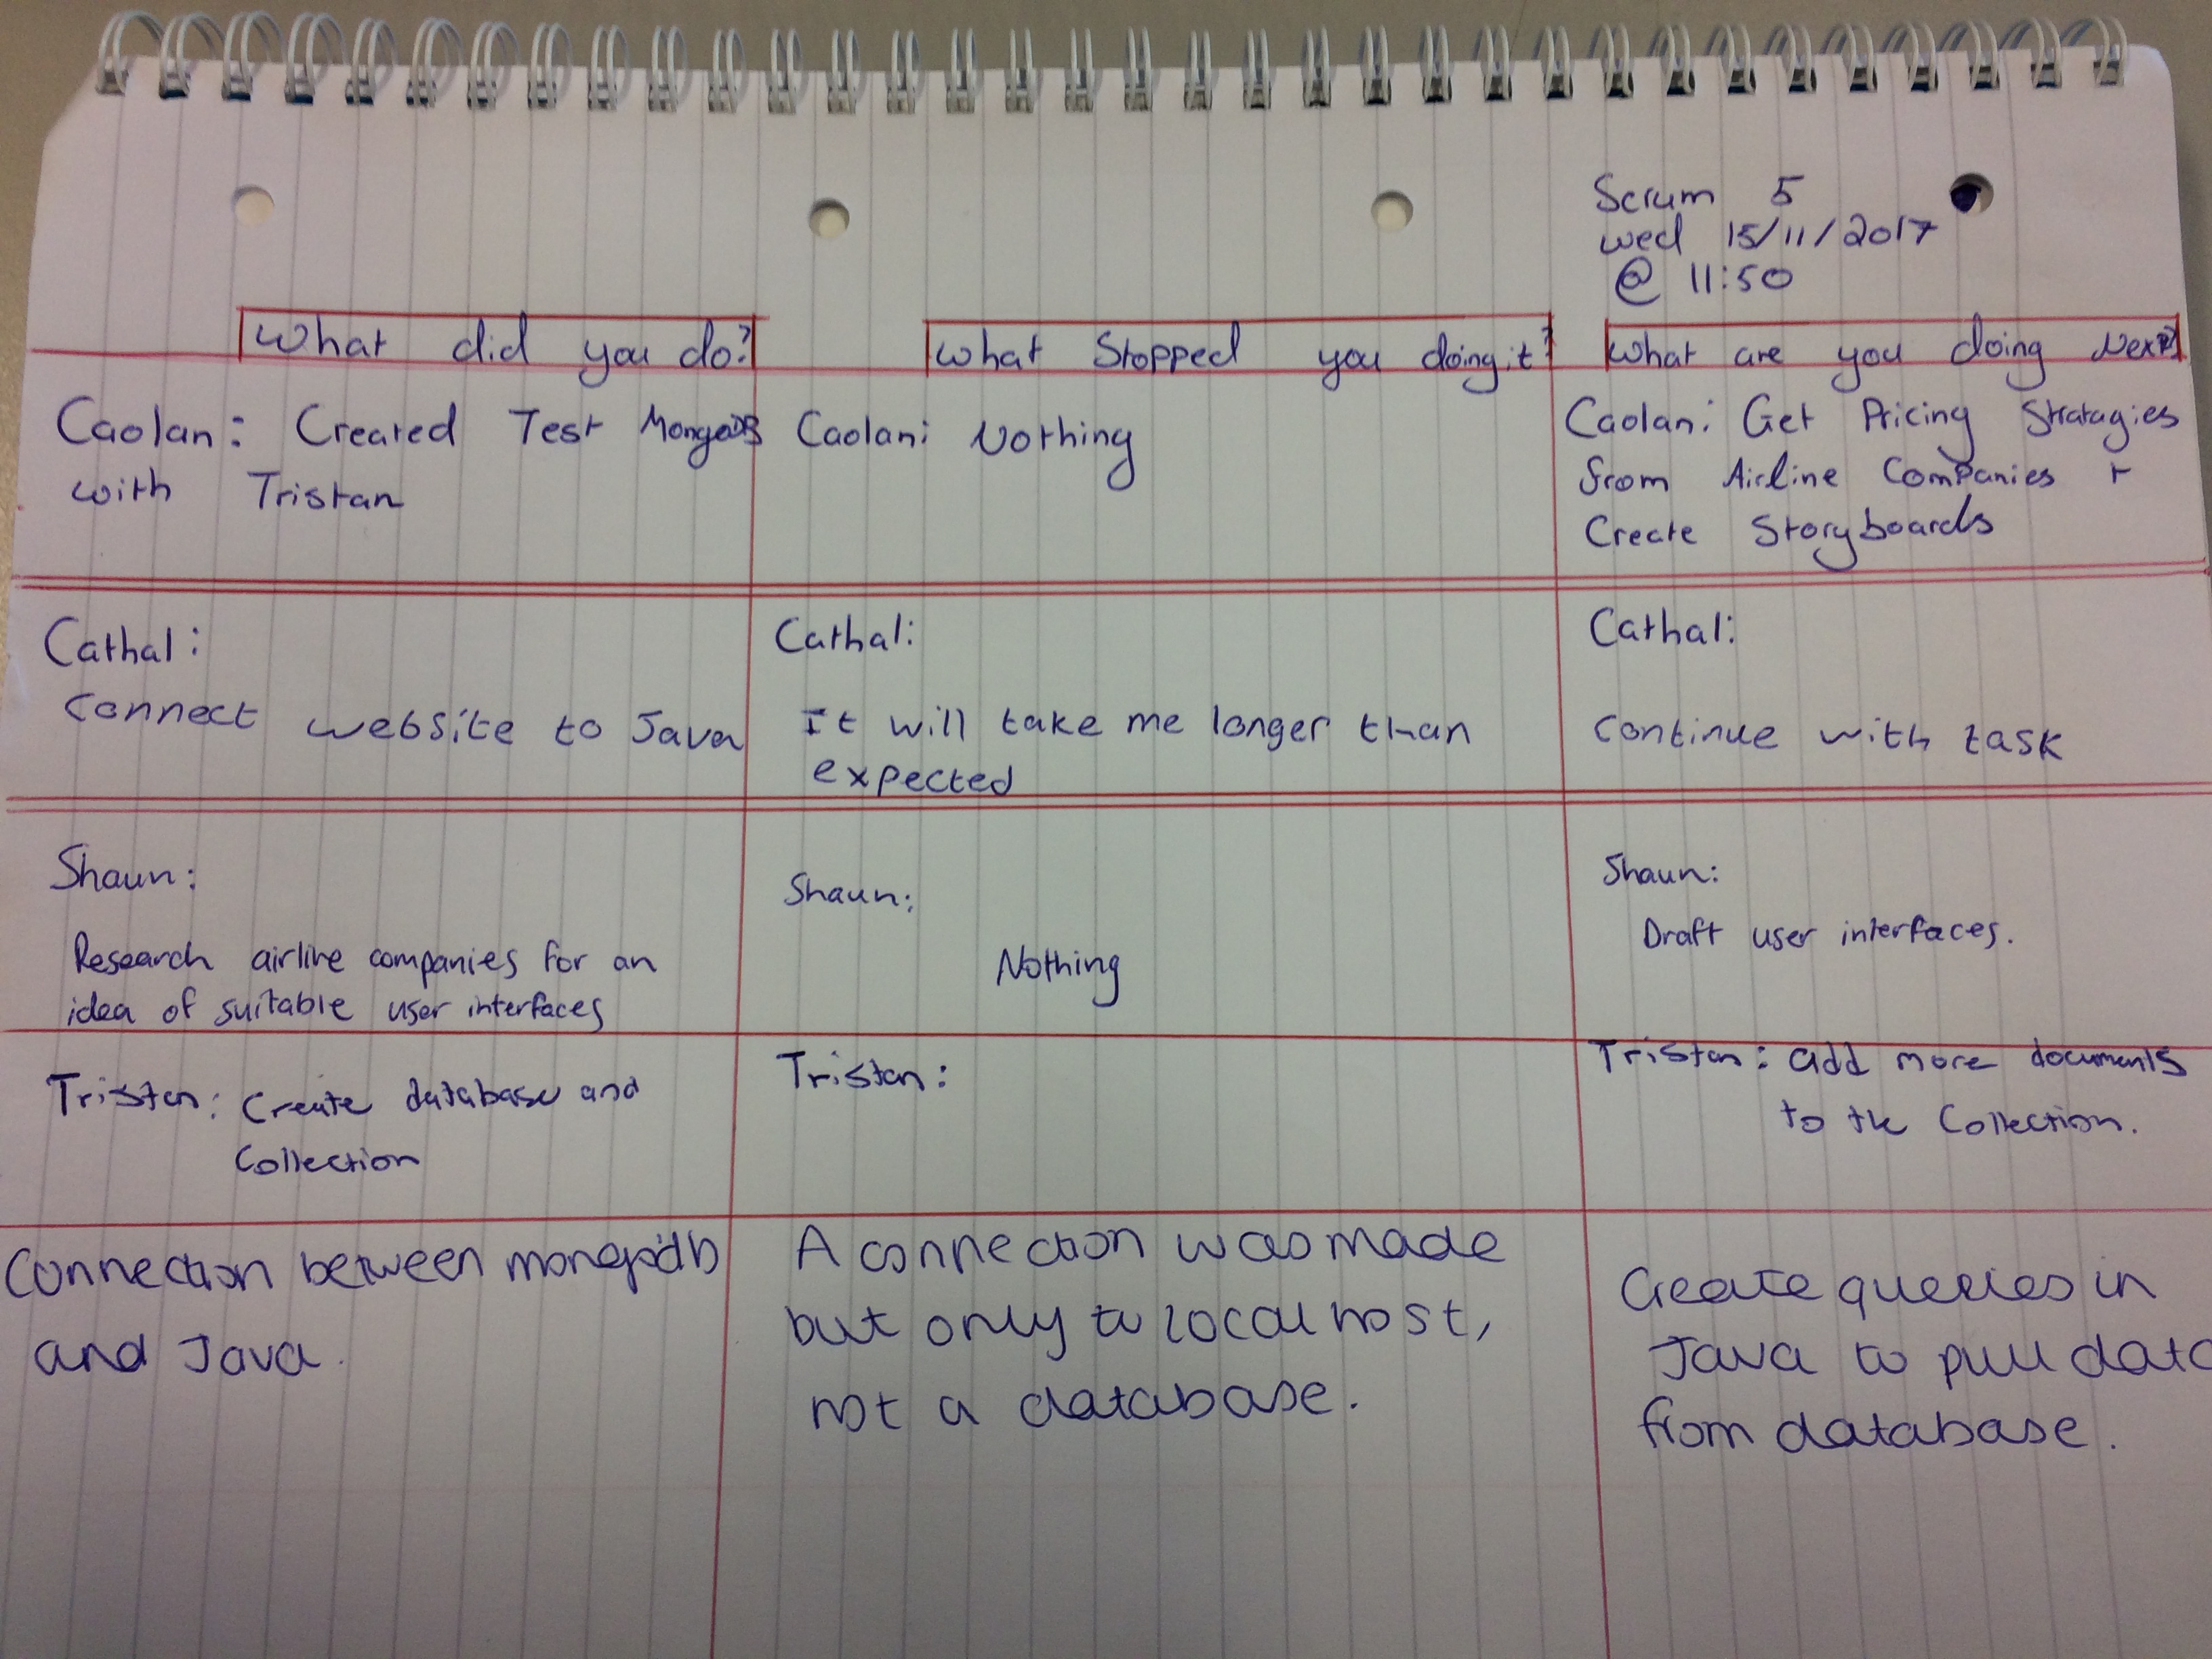 Scrum 5
Wed 15/11/2017
@ 11:50
What did you do?
What Stopped you doing it?
What are you doing Next?
Caolan: Created Test MongoDB
with Tristan
Caolan: Nothing
Caolan: Get Pricing Stratagies
from Airline Companies +
Create Storyboards
Cathal:
Connect website to Java
Cathal:
It will take me longer than
expected
Cathal:
Continue with task
Shaun:
Research airline companies for an
idea of suitable user interfaces
Shaun:
Nothing
Shaun:
Draft user interfaces.
Tristan: Create database and
Collection
Tristan:
Tristan: add more documents
to the Collection.
Connection between mongodb
and Java.
A connection was made
but only to local host,
not a database.
Create queries in
Java to pull data
from database.